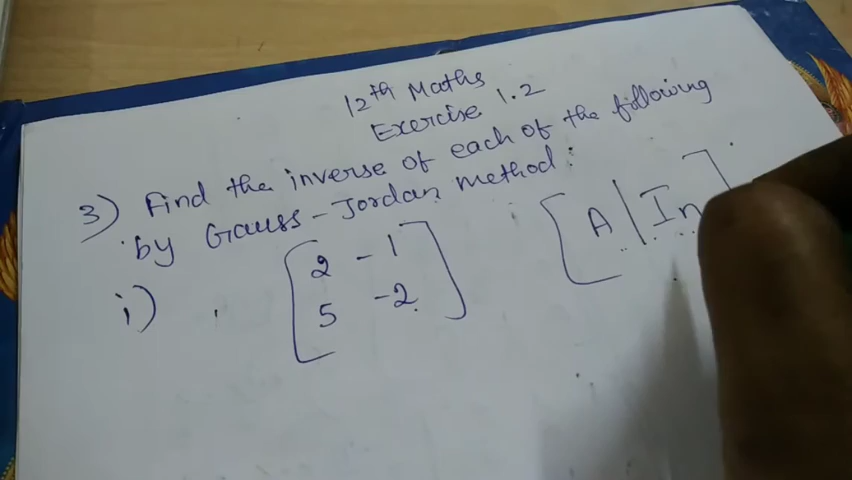 12th Maths
Exercise 1.2
3) Find the inverse of each of the following
by Gauss-Jordan method:
i) [2 -1
5 -2]
[A | In]